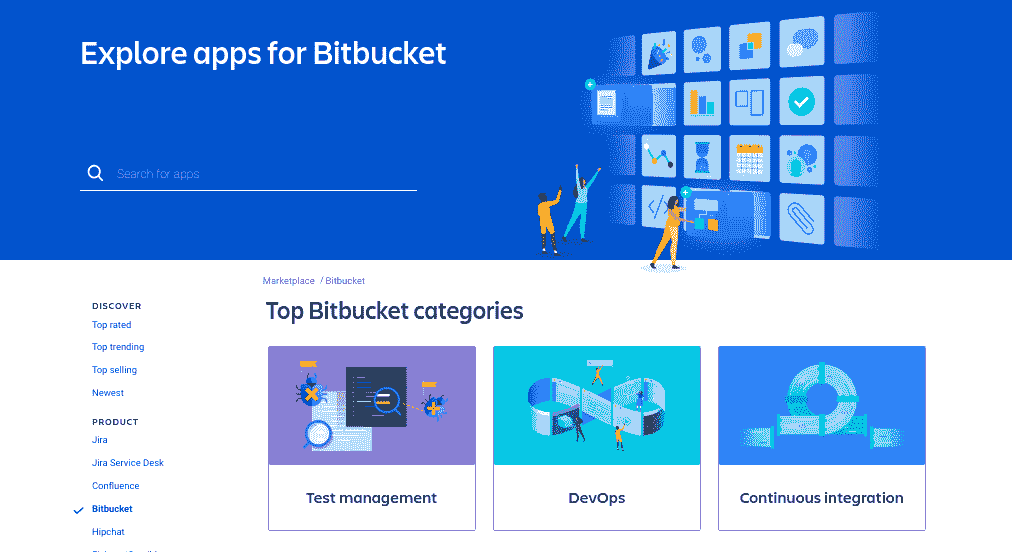 Explore apps for Bitbucket
Search for apps
Marketplace / Bitbucket
DISCOVER
Top rated
Top trending
Top selling
Newest
PRODUCT
Jira
Jira Service Desk
Confluence
Bitbucket
Hipchat
Top Bitbucket categories
Test management
DevOps
Continuous integration